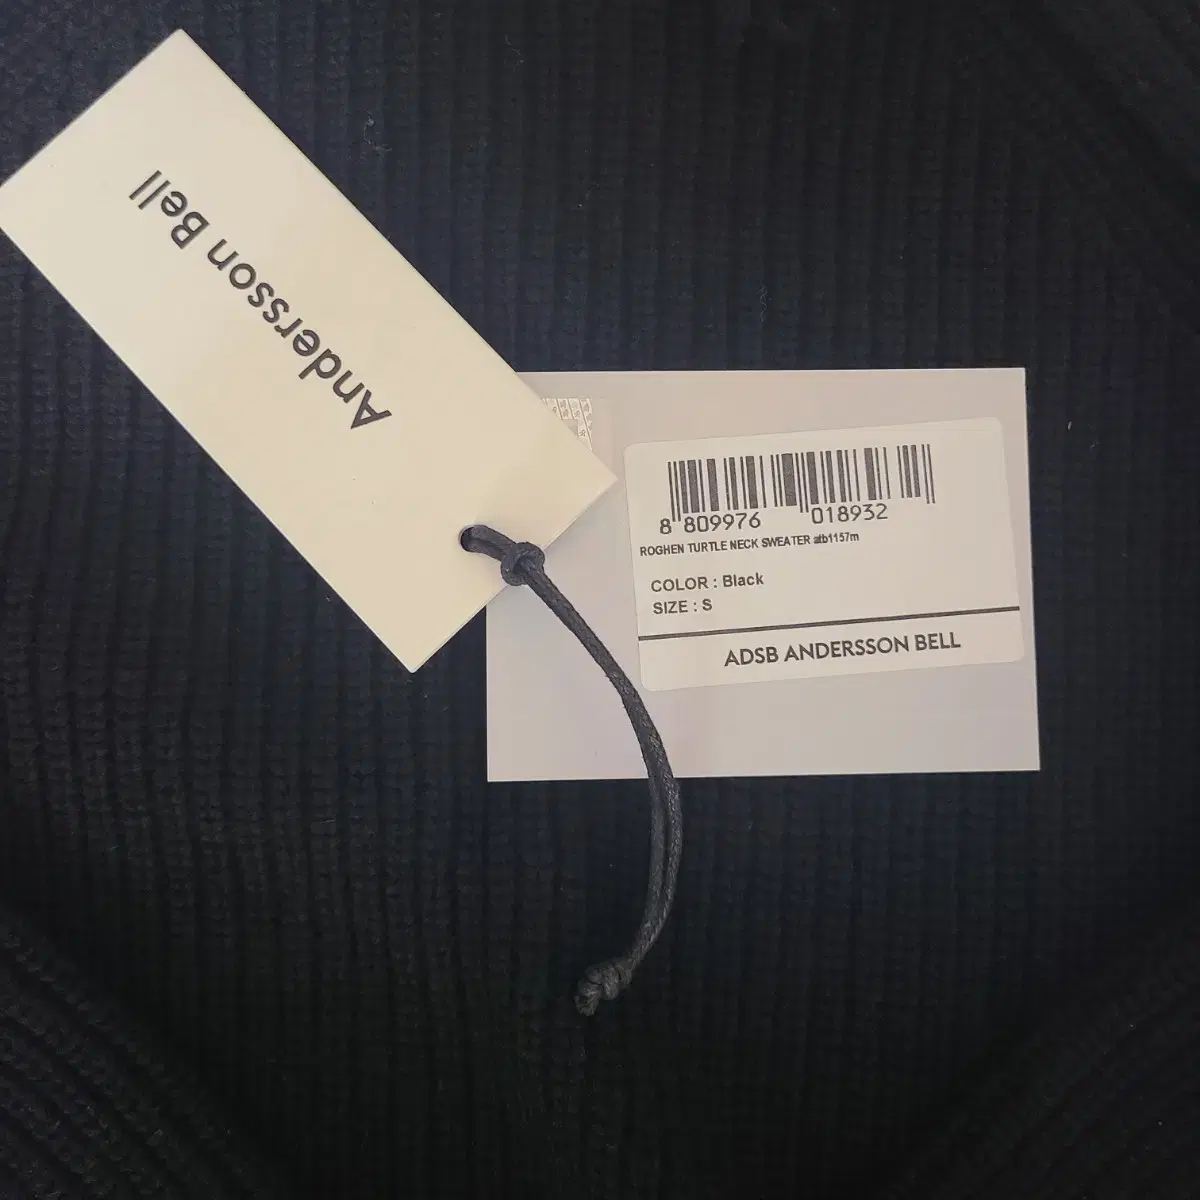 Andersson Bell
8 809976 018932
ROGHEN TURTLE NECK SWEATER atb1157m
COLOR : Black
SIZE : S
ADSB ANDERSSON BELL